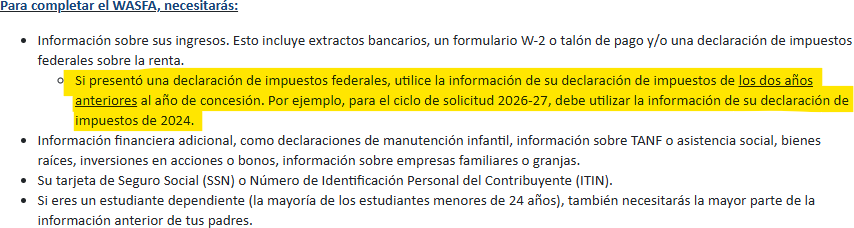 Para completar el WASFA, necesitarás:
• Información sobre sus ingresos. Esto incluye extractos bancarios, un formulario W-2 o talón de pago y/o una declaración de impuestos
federales sobre la renta.
o Si presentó una declaración de impuestos federales, utilice la información de su declaración de impuestos de los dos años
anteriores al año de concesión. Por ejemplo, para el ciclo de solicitud 2026-27, debe utilizar la información de su declaración de
impuestos de 2024.
• Información financiera adicional, como declaraciones de manutención infantil, información sobre TANF o asistencia social, bienes
raíces, inversiones en acciones o bonos, información sobre empresas familiares o granjas.
• Su tarjeta de Seguro Social (SSN) o Número de Identificación Personal del Contribuyente (ITIN).
• Si eres un estudiante dependiente (la mayoría de los estudiantes menores de 24 años), también necesitarás la mayor parte de la
información anterior de tus padres.